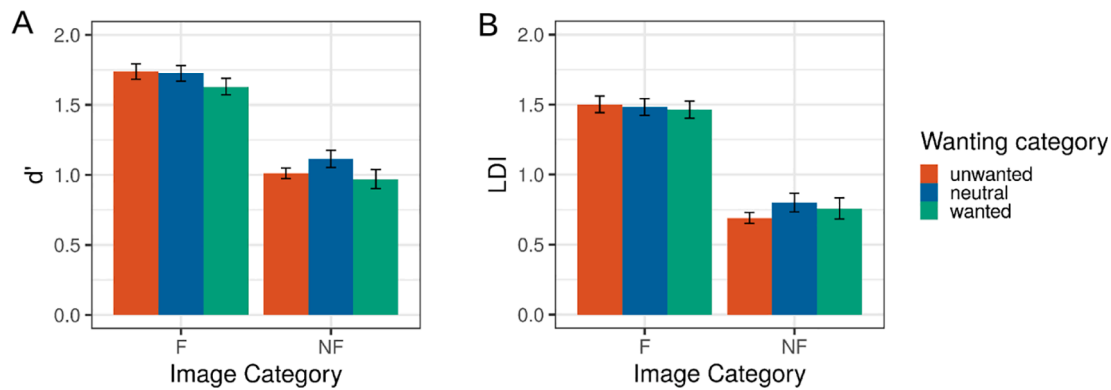 A
2.0
1.5
1.0
0.5
0.0
d'
F NF
Image Category
B
2.0
1.5
1.0
0.5
0.0
LDI
F NF
Image Category
Wanting category
unwanted
neutral
wanted